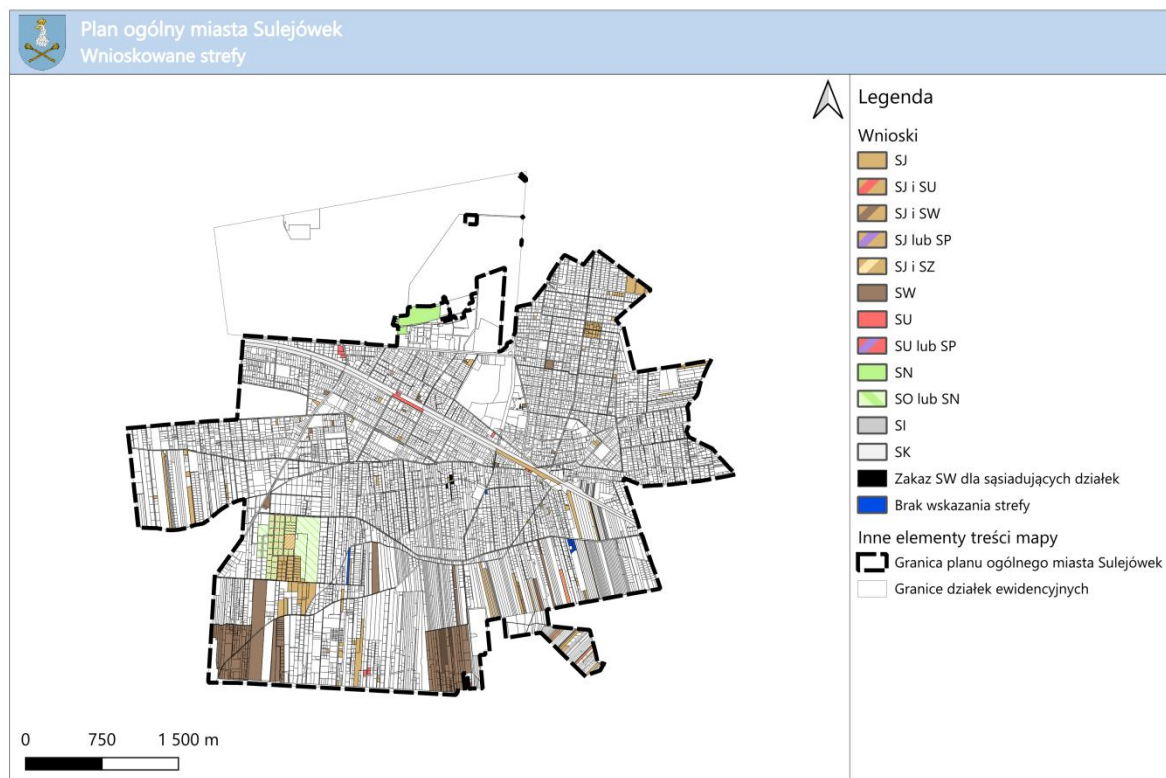 Plan ogólny miasta Sulejówek
Wnioskowane strefy
Legenda
Wnioski
SJ
SJ i SU
SJ i SW
SJ lub SP
SJ i SZ
SW
SU
SU lub SP
SN
SO lub SN
SI
SK
Zakaz SW dla sąsiadujących działek
Brak wskazania strefy
Inne elementy treści mapy
Granica planu ogólnego miasta Sulejówek
Granice działek ewidencyjnych
0 750 1 500 m